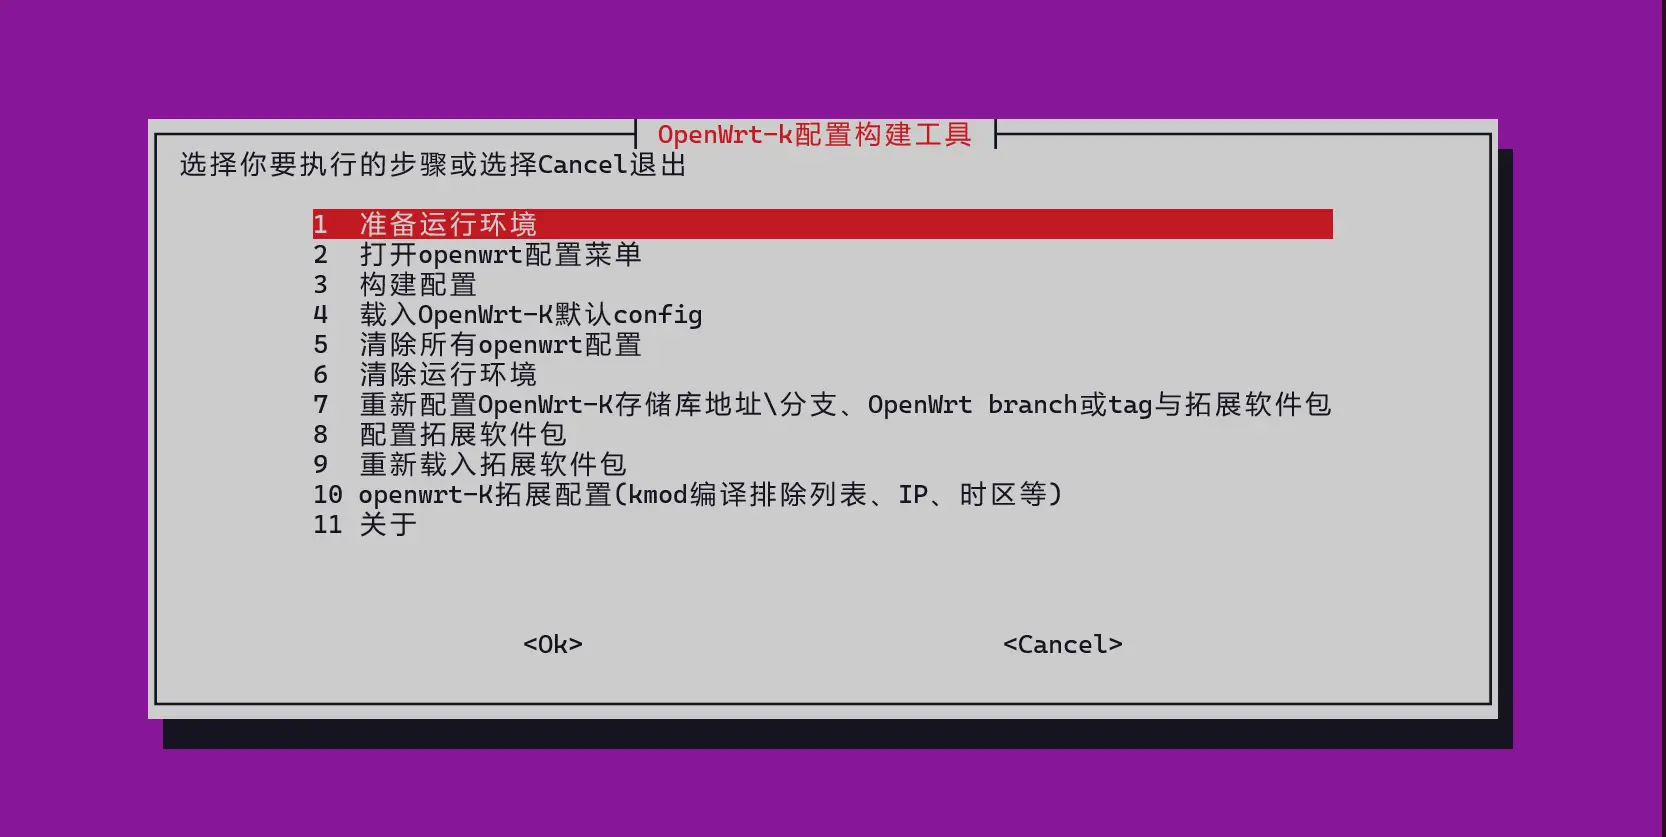 OpenWrt-k配置构建工具
选择你要执行的步骤或选择Cancel退出
1 准备运行环境
2 打开openwrt配置菜单
3 构建配置
4 载入OpenWrt-K默认config
5 清除所有openwrt配置
6 清除运行环境
7 重新配置OpenWrt-K存储库地址\分支、OpenWrt branch或tag与拓展软件包
8 配置拓展软件包
9 重新载入拓展软件包
10 openwrt-K拓展配置(kmod编译排除列表、IP、时区等)
11 关于
<Ok> <Cancel>